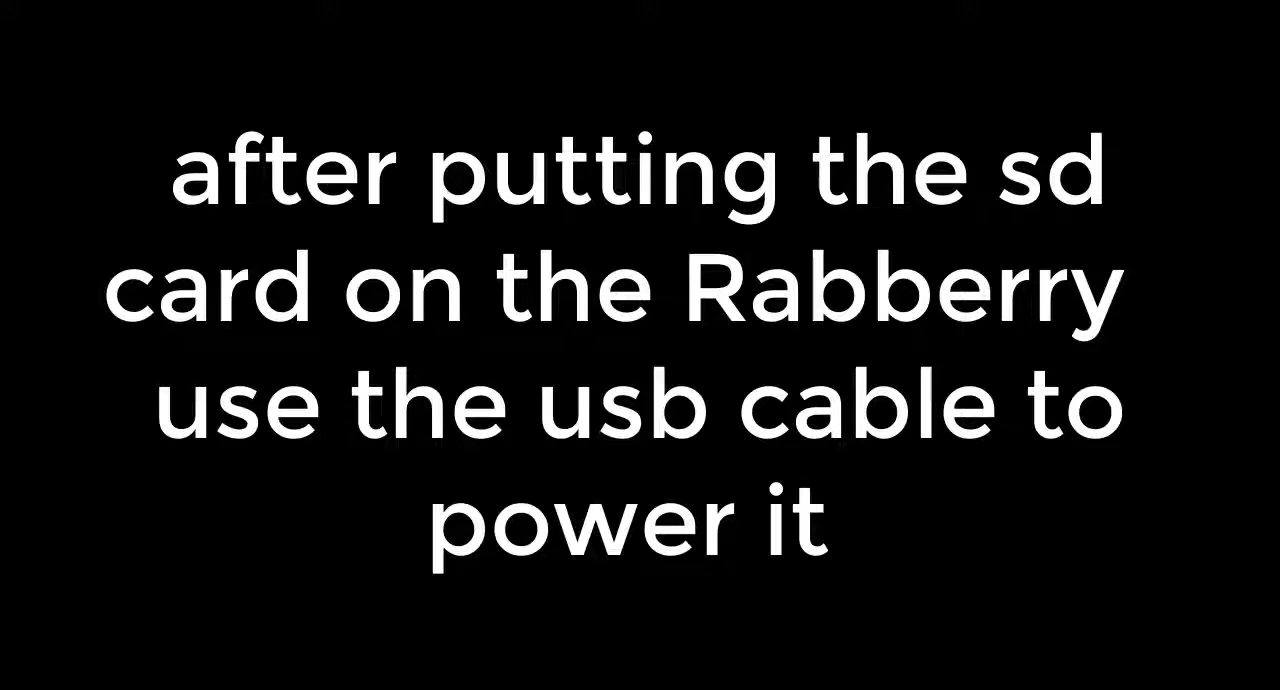 after putting the sd
card on the Rabberry
use the usb cable to
power it